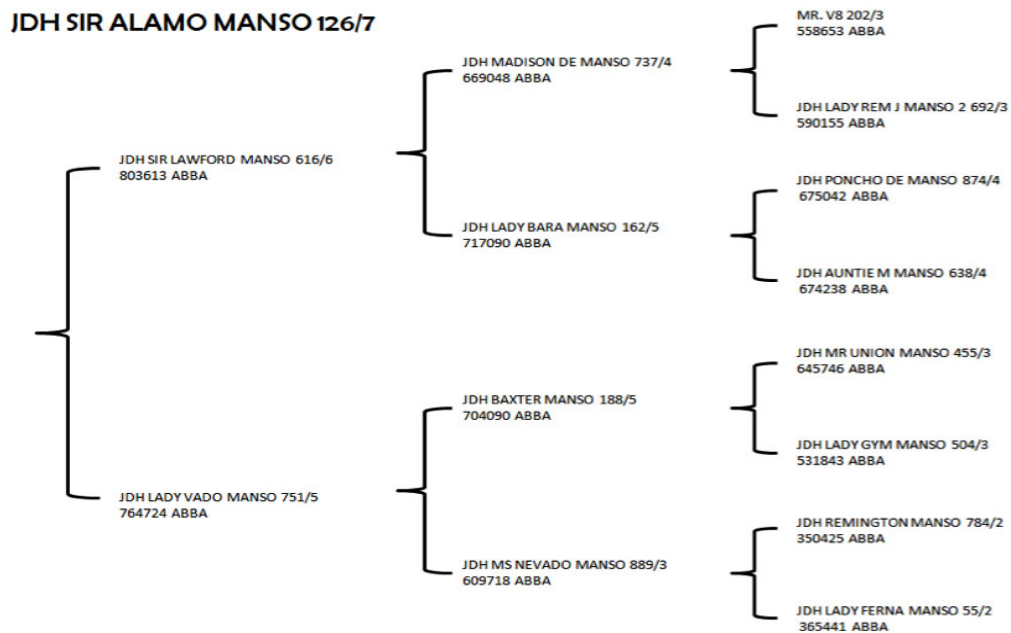 JDH SIR ALAMO MANSO 126/7
MR. V8 202/3
558653 ABBA
JDH MADISON DE MANSO 737/4
669048 ABBA
JDH LADY REM J MANSO 2 692/3
590155 ABBA
JDH SIR LAWFORD MANSO 616/6
803613 ABBA
JDH PONCHO DE MANSO 874/4
675042 ABBA
JDH LADY BARA MANSO 162/5
717090 ABBA
JDH AUNTIE M MANSO 638/4
674238 ABBA
JDH MR UNION MANSO 455/3
645746 ABBA
JDH BAXTER MANSO 188/5
704090 ABBA
JDH LADY GYM MANSO 504/3
531843 ABBA
JDH LADY VADO MANSO 751/5
764724 ABBA
JDH REMINGTON MANSO 784/2
350425 ABBA
JDH MS NEVADO MANSO 889/3
609718 ABBA
JDH LADY FERNA MANSO 55/2
365441 ABBA